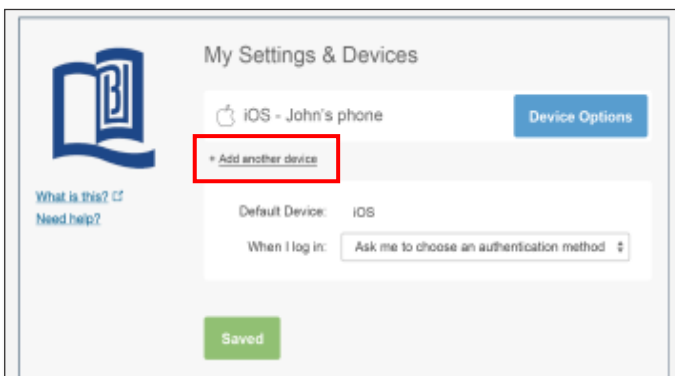 My Settings & Devices
iOS - John's phone
Device Options
+ Add another device
What is this?
Need help?
Default Device: iOS
When I log in: Ask me to choose an authentication method
Saved